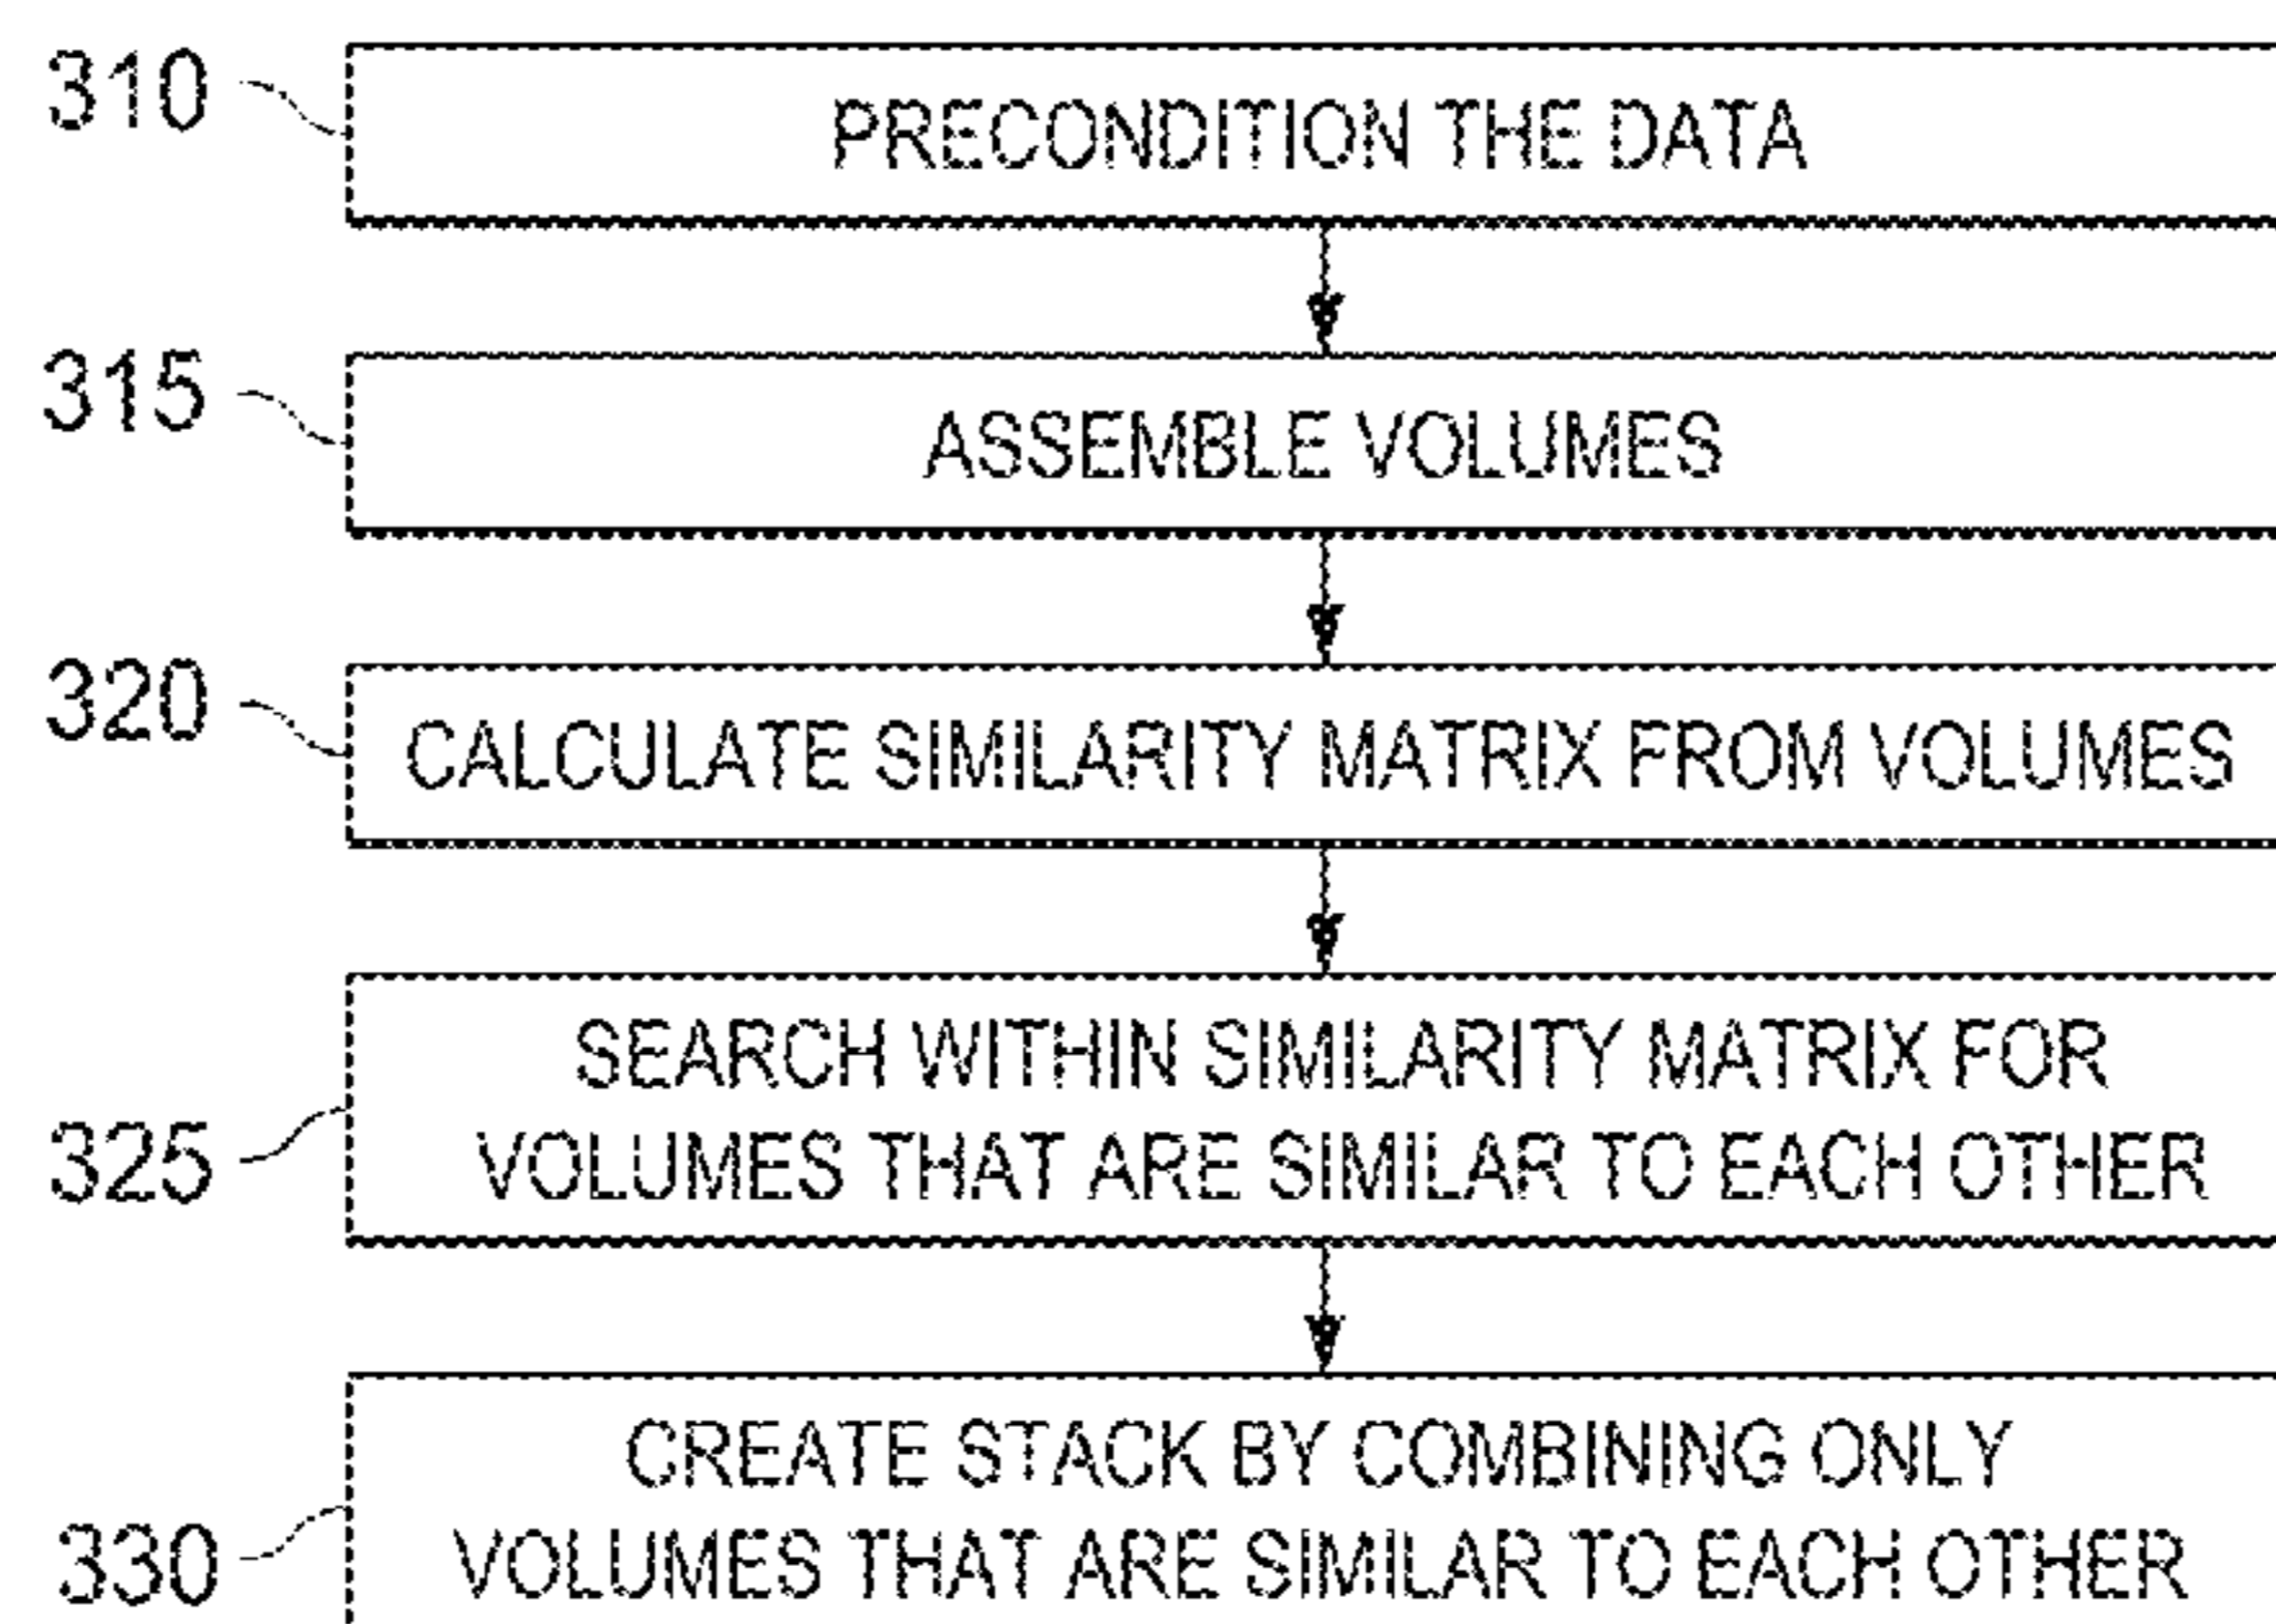 310 PRECONDITION THE DATA
315 ASSEMBLE VOLUMES
320 CALCULATE SIMILARITY MATRIX FROM VOLUMES
SEARCH WITHIN SIMILARITY MATRIX FOR
325 VOLUMES THAT ARE SIMILAR TO EACH OTHER
CREATE STACK BY COMBINING ONLY
330 VOLUMES THAT ARE SIMILAR TO EACH OTHER